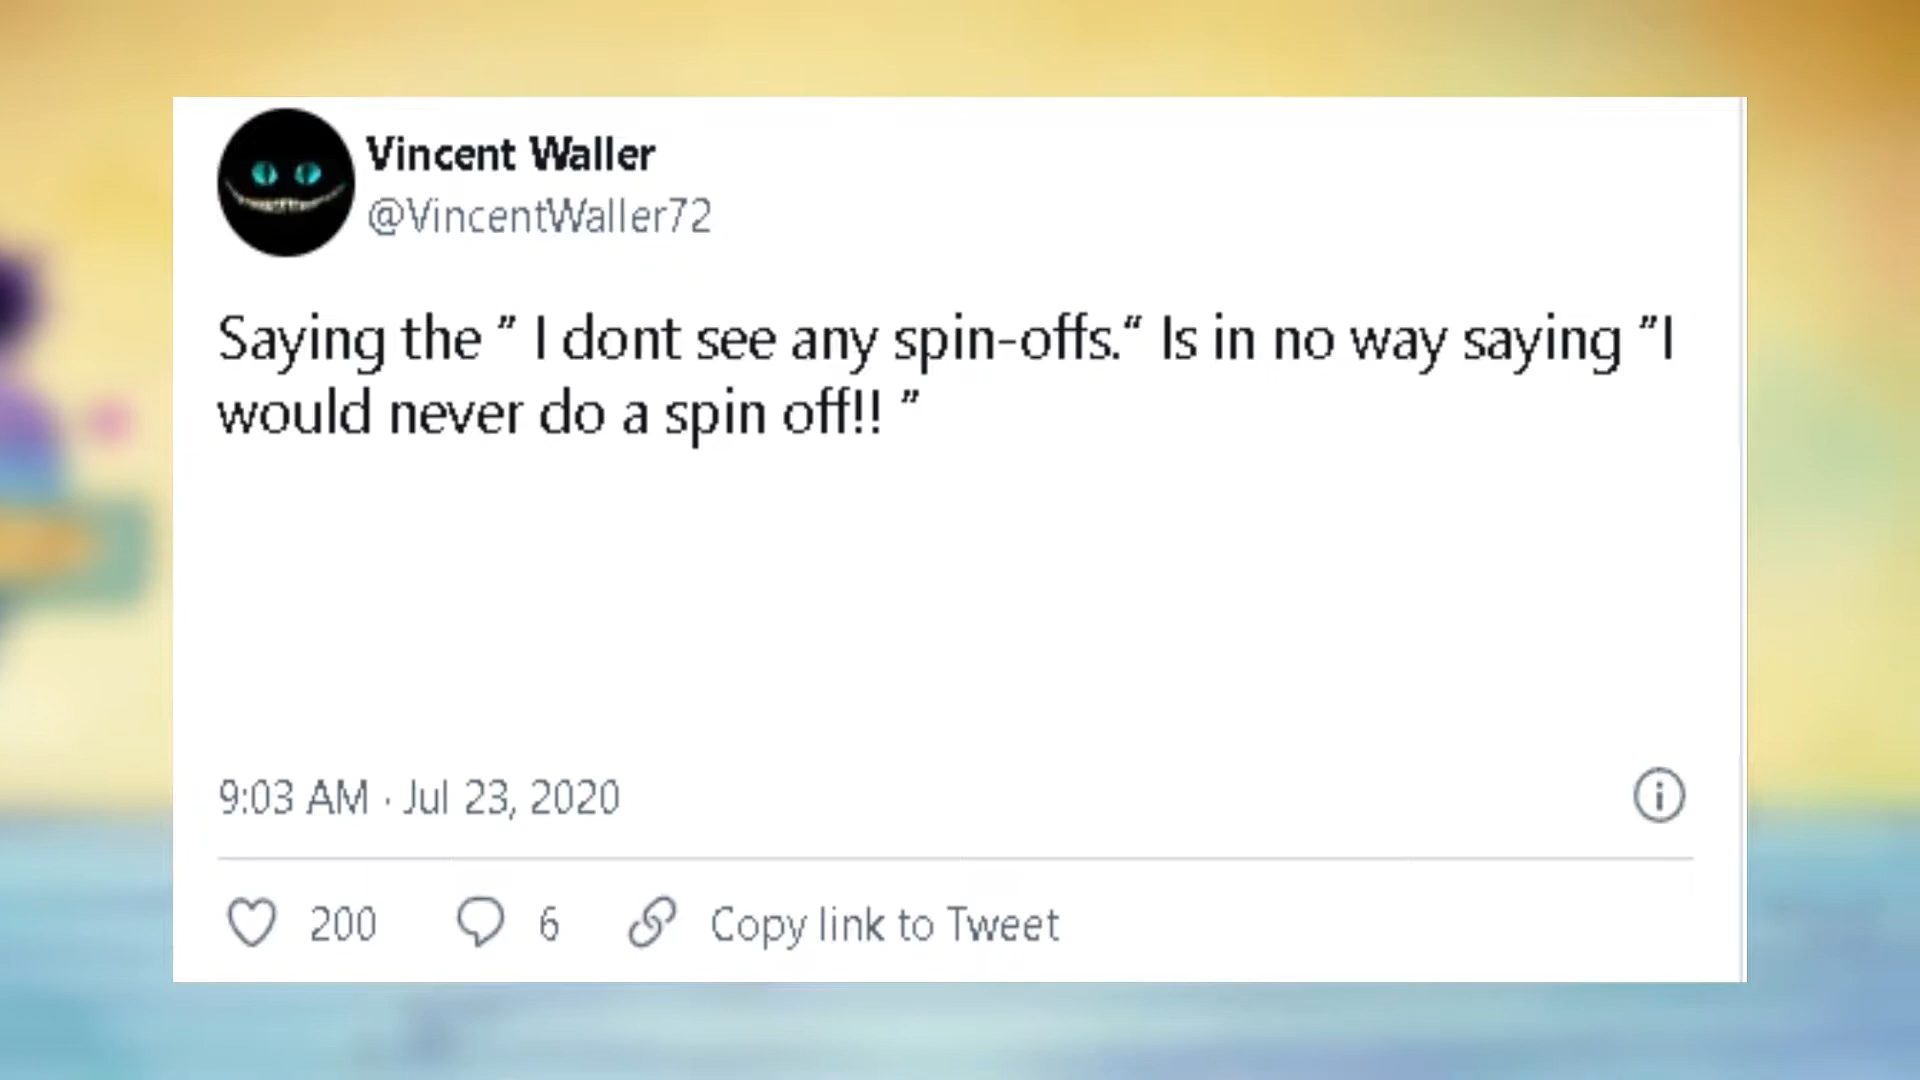 Vincent Waller
@VincentWaller72
Saying the " I dont see any spin-offs.“ Is in no way saying "I
would never do a spin off!! "
9:03 AM · Jul 23, 2020
200 6 Copy link to Tweet